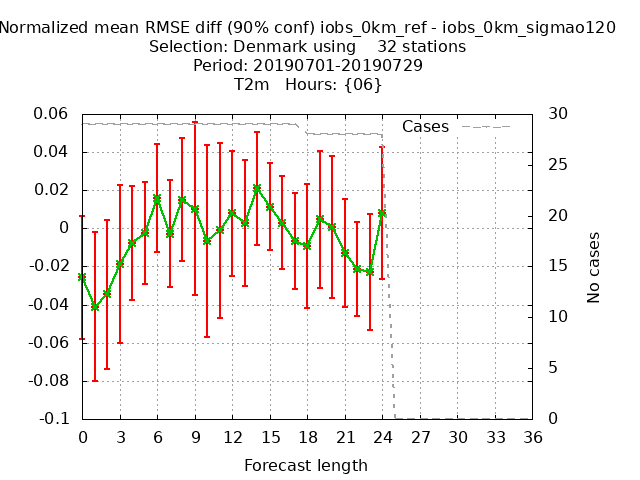 Normalized mean RMSE diff (90% conf) iobs_0km_ref - iobs_0km_sigmao120
Selection: Denmark using 32 stations
Period: 20190701-20190729
T2m Hours: {06}
Cases
0.06
0.04
0.02
0
-0.02
-0.04
-0.06
-0.08
-0.1
30
25
20
15
10
5
0
No cases
0 3 6 9 12 15 18 21 24 27 30 33 36
Forecast length